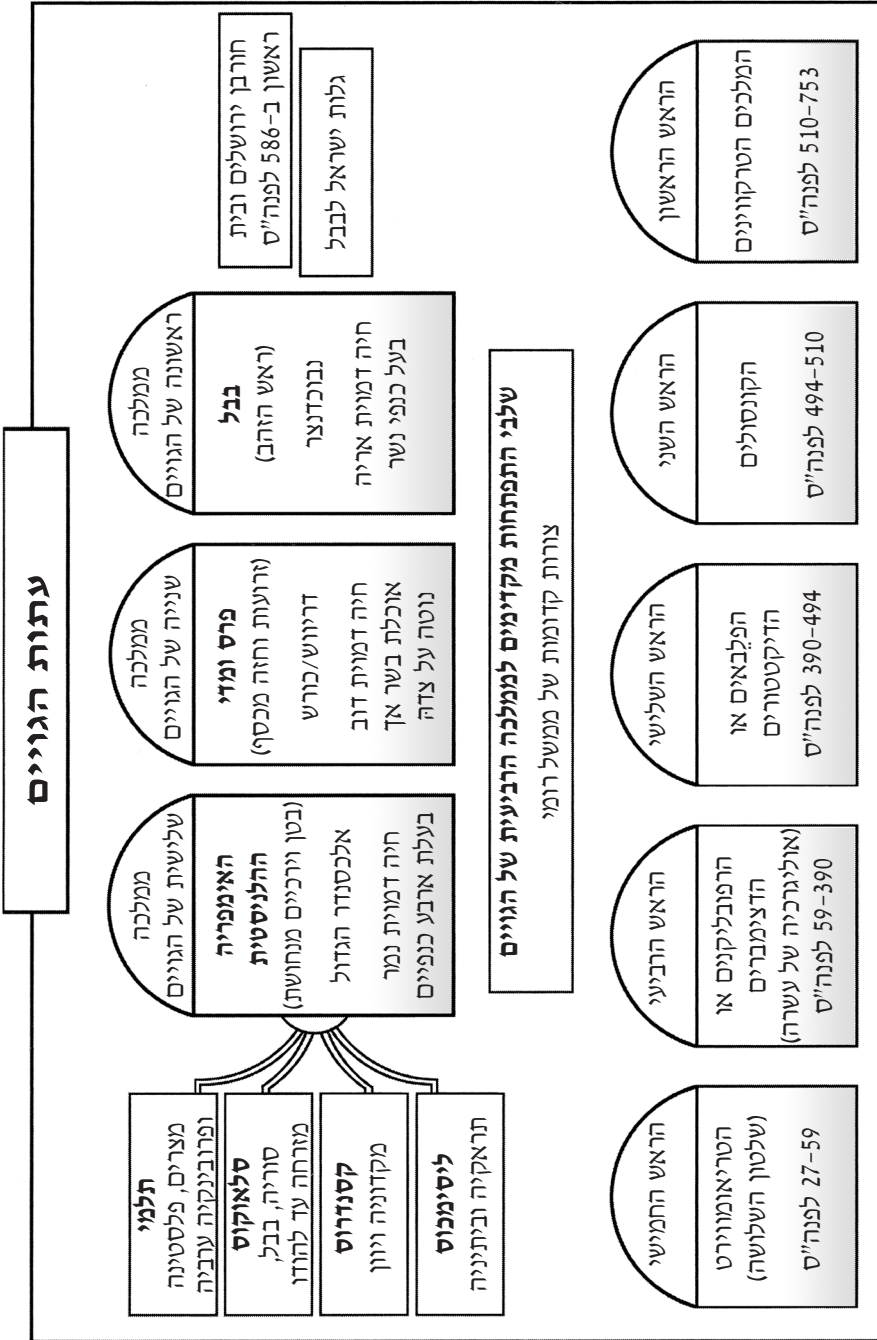 עתות הגויים
חורבן ירושלים ובית
ראשון ב-586 לפנה"ס
גלות ישראל לבבל
ממלכה
ראשונה של הגויים
בבל
(ראש הזהב)
נבוכדנצר
חיה דמוית אריה
בעל כנפי נשר
ממלכה
שנייה של הגויים
פרס ומדי
(זרועות וחזה מכסף)
דריווש/כורש
חיה דמוית דוב
אוכלת בשר אך
נוטה על צדהּ
ממלכה
שלישית של הגויים
האימפריה
ההלניסטית
(בטן וירכיים מנחושת)
אלכסנדר הגדול
חיה דמוית נמר
בעלת ארבע כנפיים
תלמי
מצרים, פלסטינה
ופרובינקיה ערביה
סלאוקוס
סוריה, בבל,
מזרחה עד להודו
קסנדרוס
מקדוניה ויוון
ליסימכוס
תראקיה וביתיניה
שלבי התפתחות מקדימים לממלכה הרביעית של הגויים
צורות קדומות של ממשל רומי
הראש הראשון
המלכים הטרקווינים
510-753 לפנה"ס
הראש השני
הקונסולים
494-510 לפנה"ס
הראש השלישי
הפלבאים או
הדיקטטורים
390-494 לפנה"ס
הראש הרביעי
הרפובליקנים או
הדצימברים
(אוליגרכיה של עשרה)
59-390 לפנה"ס
הראש החמישי
הטריאומווירט
(שלטון השלושה)
27-59 לפנה"ס